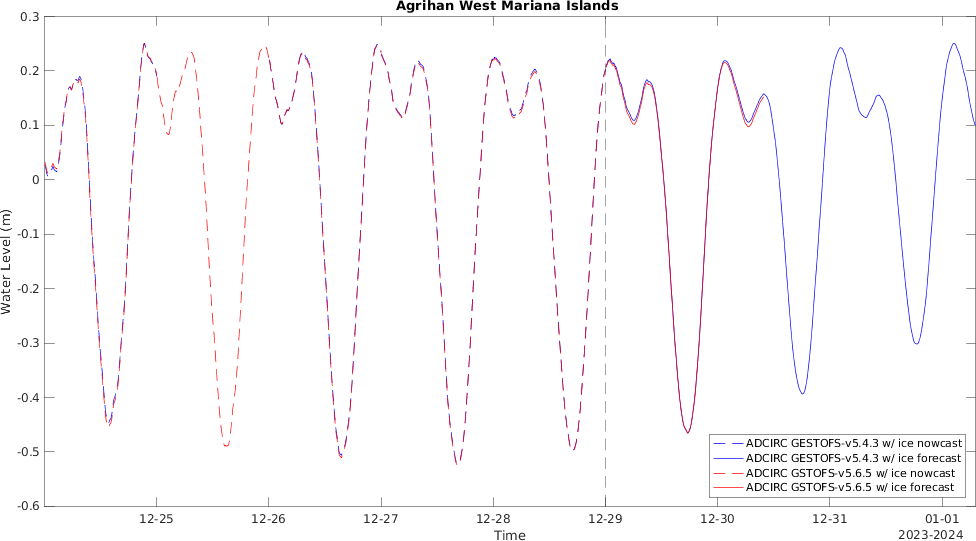 Agrihan West Mariana Islands
0.3
0.2
0.1
0
-0.1
-0.2
-0.3
-0.4
-0.5
-0.6
Water Level (m)
12-25 12-26 12-27 12-28 12-29 12-30 12-31 01-01
Time
2023-2024
ADCIRC GESTOFS-v5.4.3 w/ ice nowcast
ADCIRC GESTOFS-v5.4.3 w/ ice forecast
ADCIRC GSTOFS-v5.6.5 w/ ice nowcast
ADCIRC GSTOFS-v5.6.5 w/ ice forecast